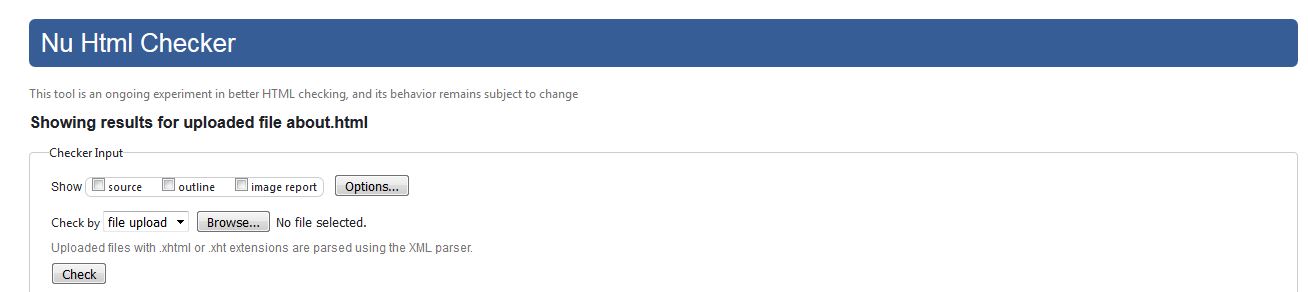 Nu Html Checker
This tool is an ongoing experiment in better HTML checking, and its behavior remains subject to change
Showing results for uploaded file about.html
Checker Input
Show source outline image report Options...
Check by file upload Browse... No file selected.
Uploaded files with .xhtml or .xht extensions are parsed using the XML parser.
Check